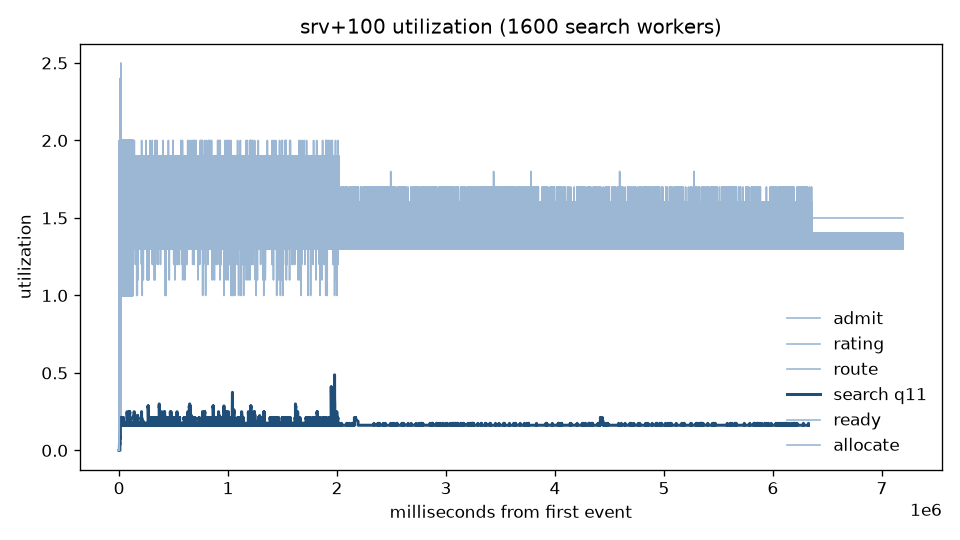 srv+100 utilization (1600 search workers)
2.5
2.0
1.5
1.0
0.5
0.0
utilization
admit
rating
route
search q11
ready
allocate
0 1 2 3 4 5 6 7
1e6
milliseconds from first event